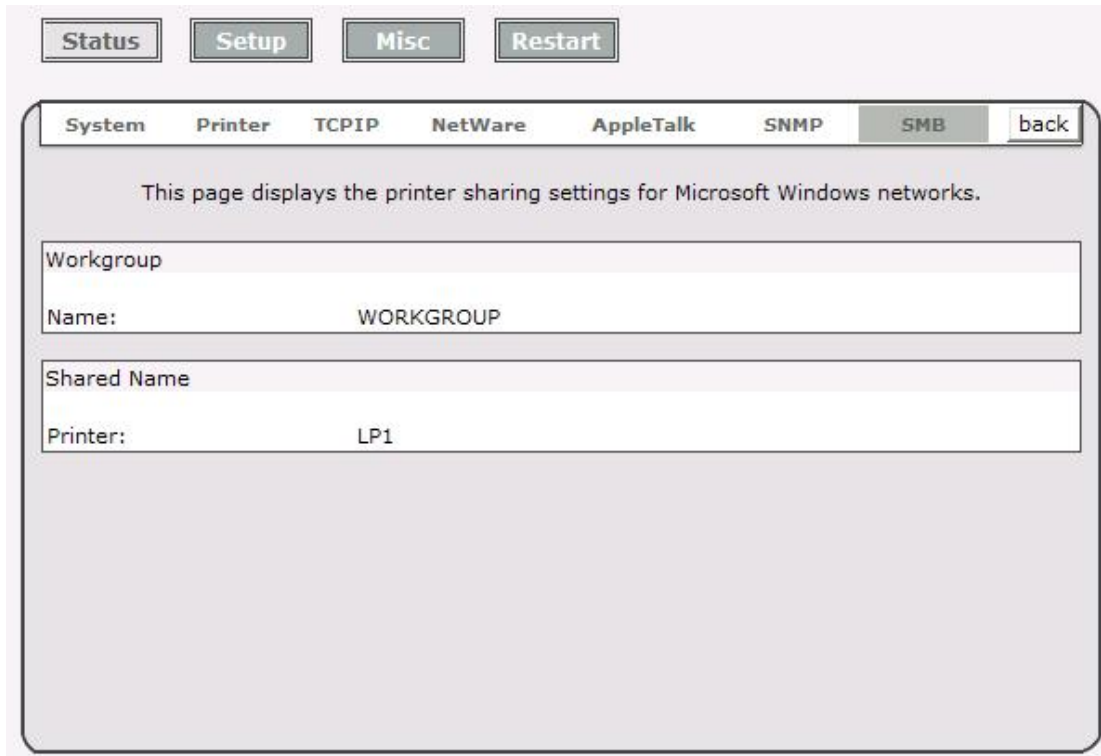 Status Setup Misc Restart
System Printer TCPIP NetWare AppleTalk SNMP SMB back
This page displays the printer sharing settings for Microsoft Windows networks.
Workgroup
Name: WORKGROUP
Shared Name
Printer: LP1